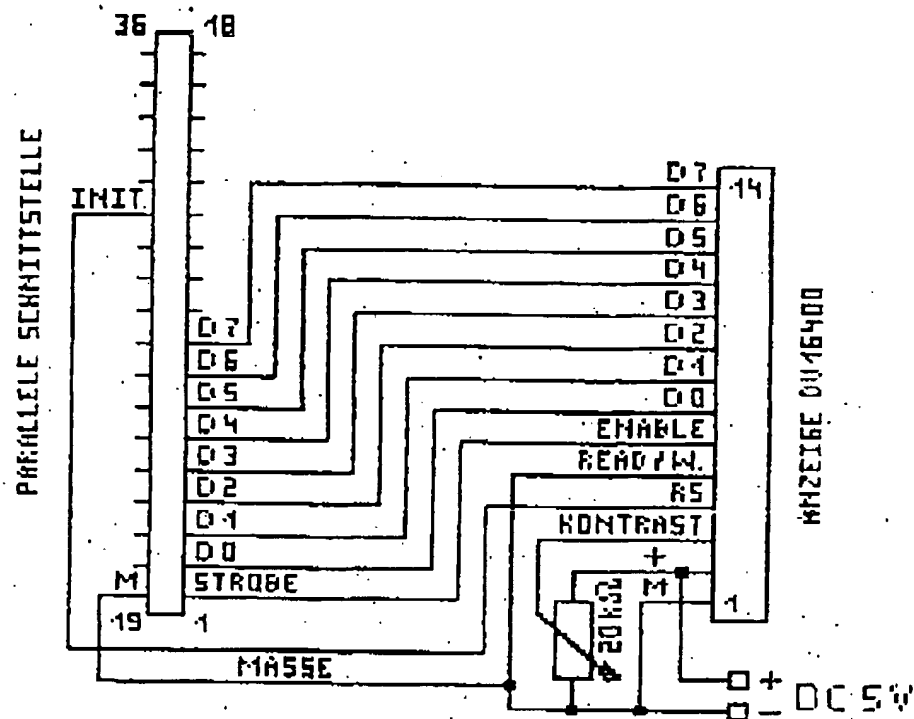 36 18
PARALLELE SCHNITTSTELLE
INIT
D7
D6
D5
D4
D3
D2
D1
D0
STROBE
M
19 1
MASSE
D7
D6
D5
D4
D3
D2
D1
D0
ENABLE
READ/W.
RS
KONTRAST
+
M
14
1
ANZEIGE DV16400
20 kΩ
+
-
DC 5V